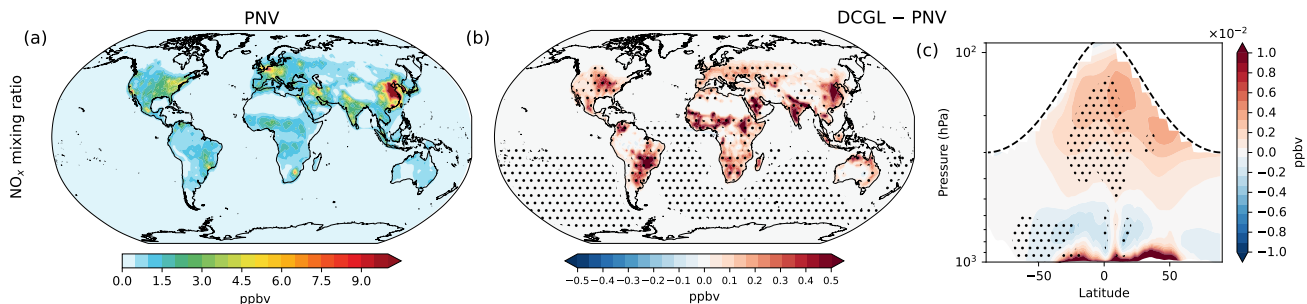 PNV
DCGL − PNV
(a)
(b)
(c)
NOx mixing ratio
0.0 1.5 3.0 4.5 6.0 7.5 9.0
ppbv
−0.5 −0.4 −0.3 −0.2 −0.1 0.0 0.1 0.2 0.3 0.4 0.5
ppbv
Pressure (hPa)
10²
10³
−50 0 50
Latitude
×10⁻²
1.0
0.8
0.6
0.4
0.2
0.0
−0.2
−0.4
−0.6
−0.8
−1.0
ppbv